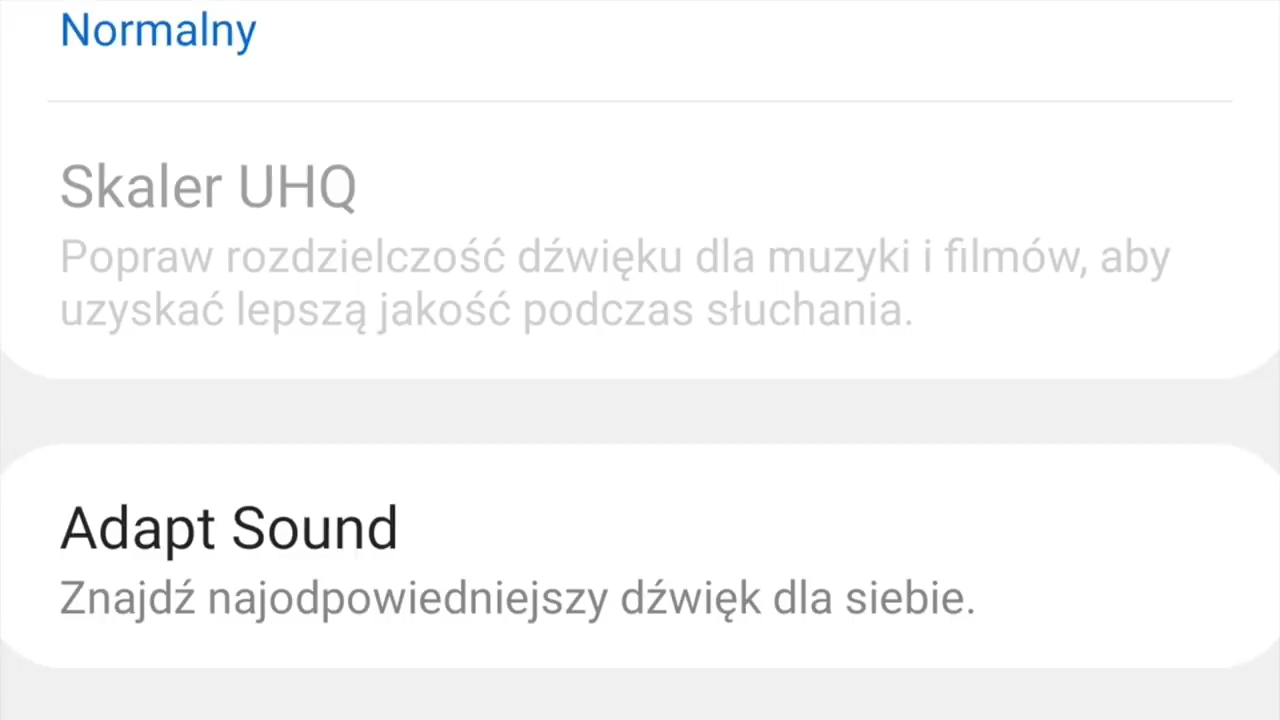 Normalny
Skaler UHQ
Popraw rozdzielczość dźwięku dla muzyki i filmów, aby
uzyskać lepszą jakość podczas słuchania.
Adapt Sound
Znajdź najodpowiedniejszy dźwięk dla siebie.